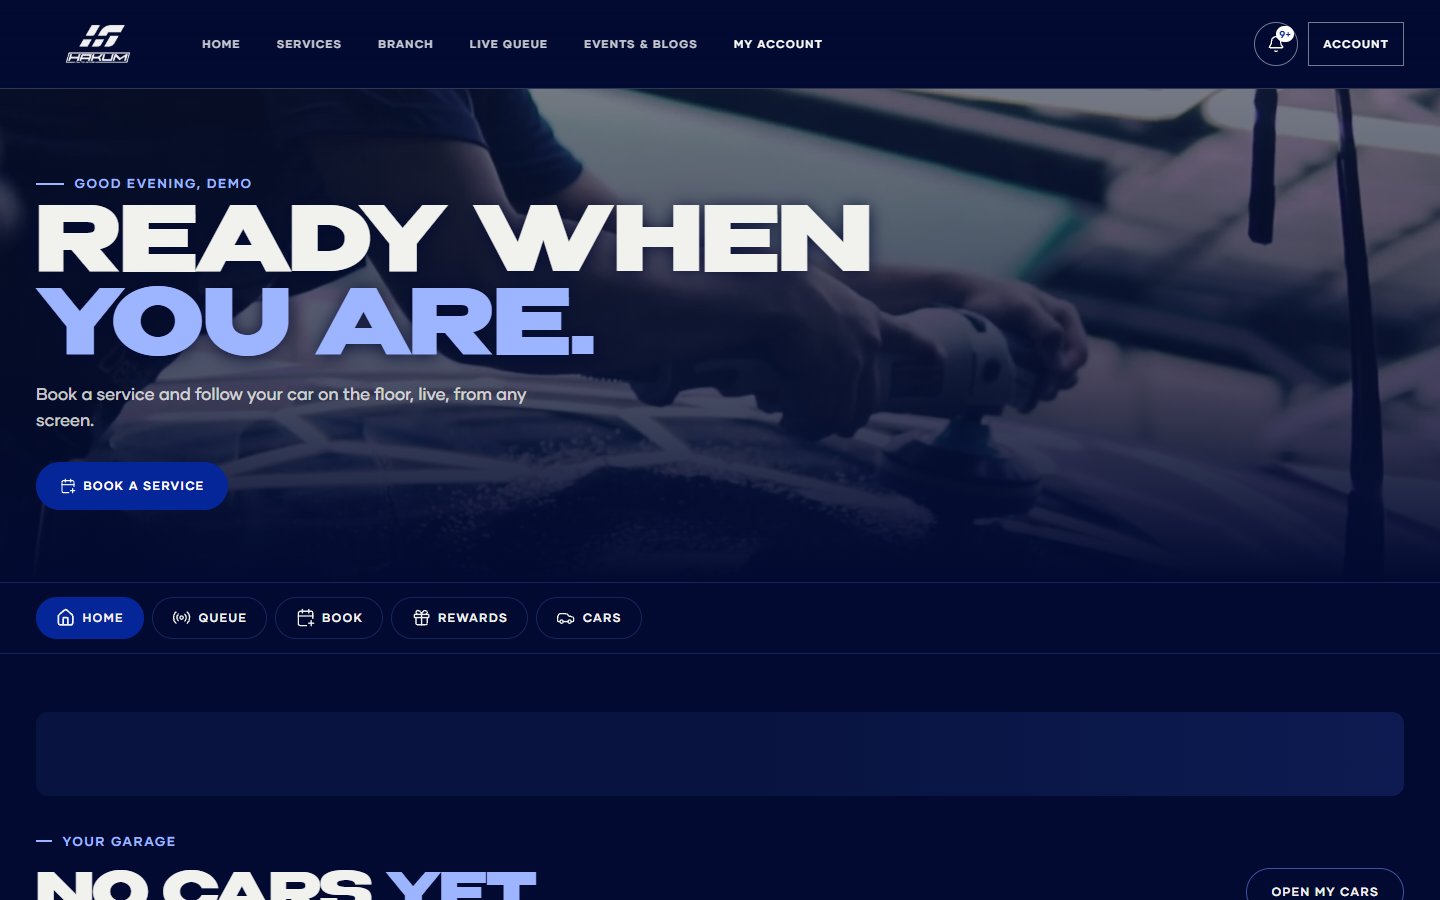 HAKUM
HOME
SERVICES
BRANCH
LIVE QUEUE
EVENTS & BLOGS
MY ACCOUNT
9+
ACCOUNT
GOOD EVENING, DEMO
READY WHEN
YOU ARE.
Book a service and follow your car on the floor, live, from any
screen.
BOOK A SERVICE
HOME
QUEUE
BOOK
REWARDS
CARS
YOUR GARAGE
NO CARS YET
OPEN MY CARS